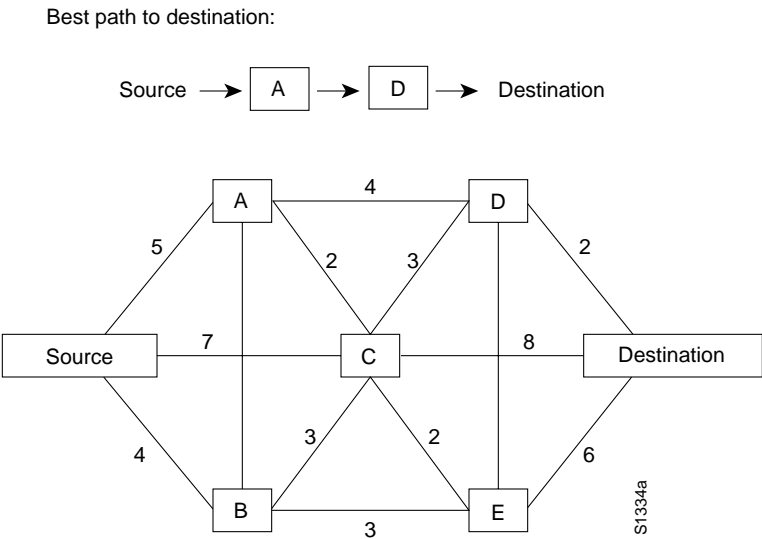 Best path to destination:
Source A D Destination
4
A D
5 2 3 2
7 8
Source C Destination
4 3 2 6
B E
3
S1334a